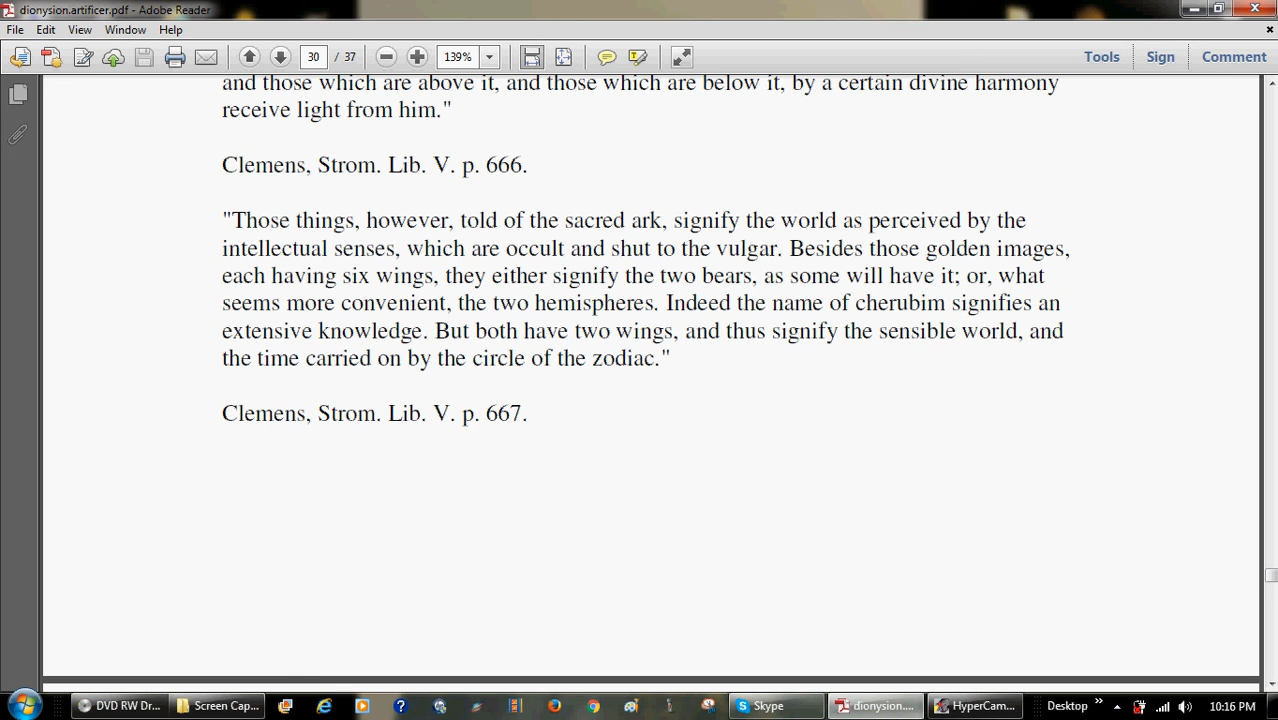 dionysion.artificer.pdf - Adobe Reader
File Edit View Window Help
30 / 37 139% Tools Sign Comment
and those which are above it, and those which are below it, by a certain divine harmony
receive light from him."
Clemens, Strom. Lib. V. p. 666.
"Those things, however, told of the sacred ark, signify the world as perceived by the
intellectual senses, which are occult and shut to the vulgar. Besides those golden images,
each having six wings, they either signify the two bears, as some will have it; or, what
seems more convenient, the two hemispheres. Indeed the name of cherubim signifies an
extensive knowledge. But both have two wings, and thus signify the sensible world, and
the time carried on by the circle of the zodiac."
Clemens, Strom. Lib. V. p. 667.
DVD RW Dr... Screen Cap... Skype dionysion.... HyperCam... Desktop 10:16 PM